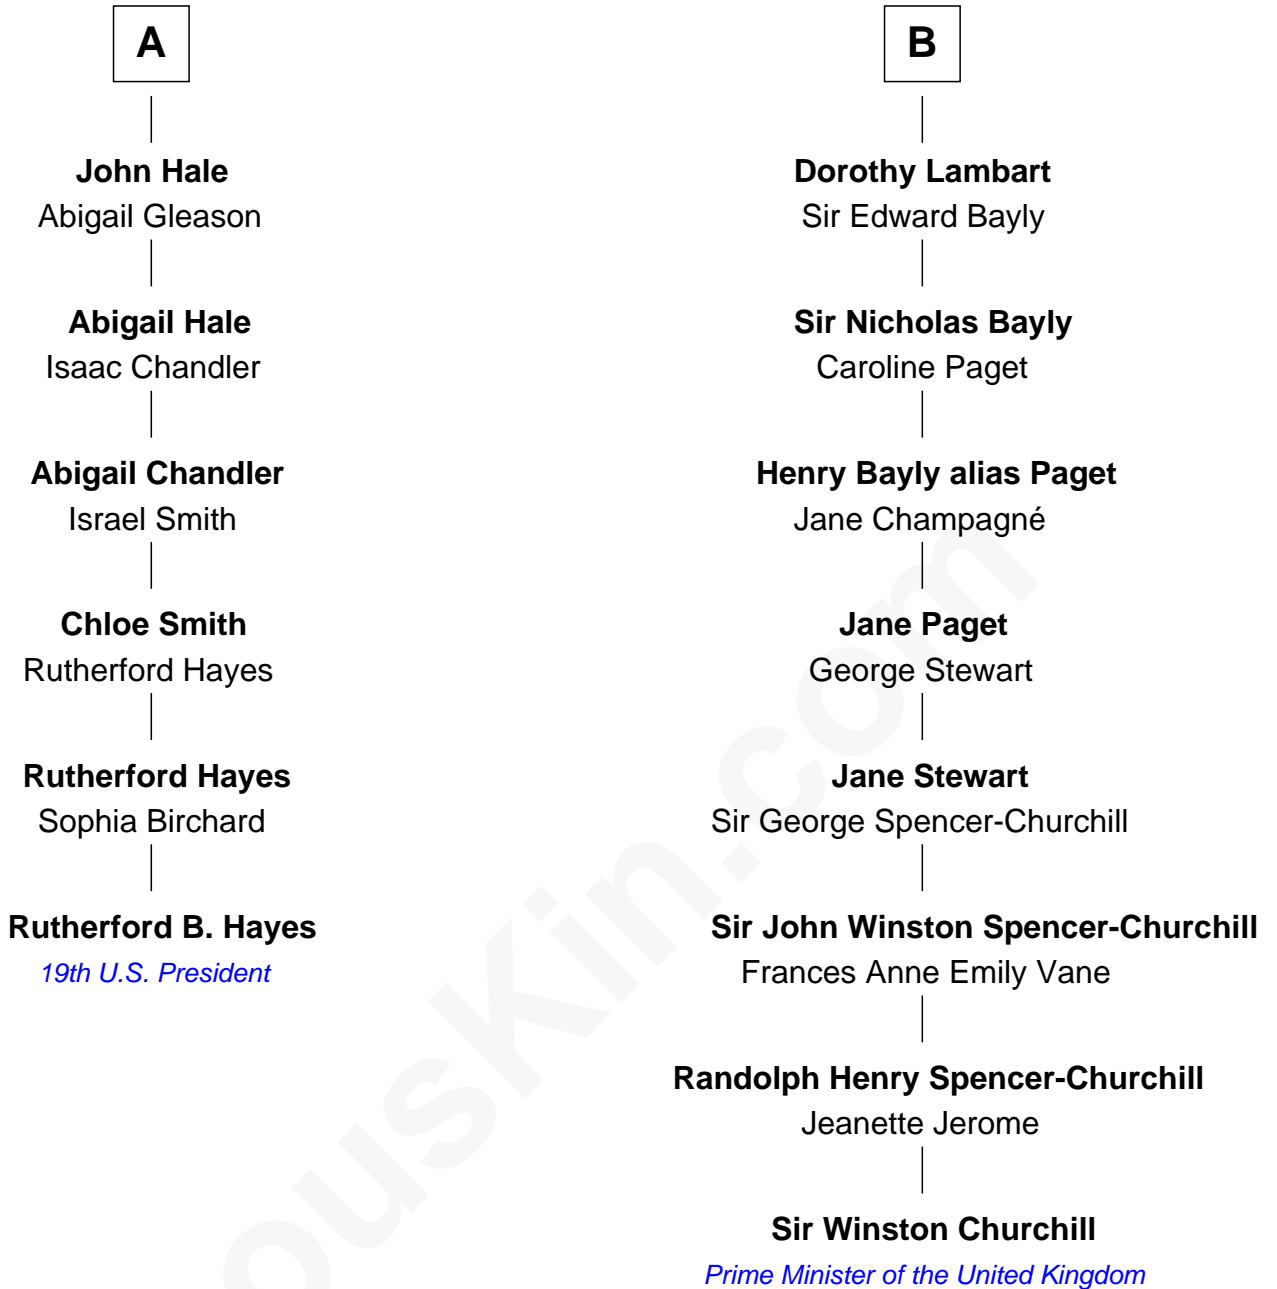 A
John Hale
Abigail Gleason
Abigail Hale
Isaac Chandler
Abigail Chandler
Israel Smith
Chloe Smith
Rutherford Hayes
Rutherford Hayes
Sophia Birchard
Rutherford B. Hayes
19th U.S. President
B
Dorothy Lambart
Sir Edward Bayly
Sir Nicholas Bayly
Caroline Paget
Henry Bayly alias Paget
Jane Champagné
Jane Paget
George Stewart
Jane Stewart
Sir George Spencer-Churchill
Sir John Winston Spencer-Churchill
Frances Anne Emily Vane
Randolph Henry Spencer-Churchill
Jeanette Jerome
Sir Winston Churchill
Prime Minister of the United Kingdom
ousKin.com